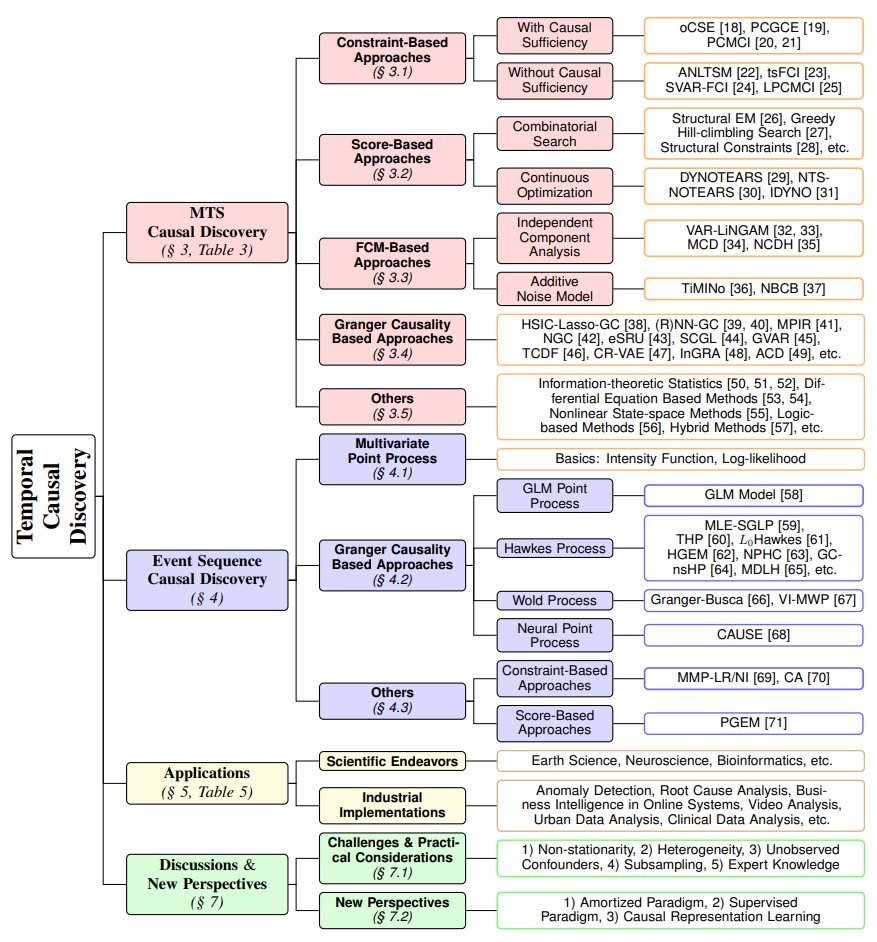 Temporal
Causal
Discovery
MTS
Causal Discovery
(§ 3, Table 3)
Constraint-Based
Approaches
(§ 3.1)
With Causal
Sufficiency
oCSE [18], PCGCE [19],
PCMCI [20, 21]
Without Causal
Sufficiency
ANLTSM [22], tsFCI [23],
SVAR-FCI [24], LPCMCI [25]
Score-Based
Approaches
(§ 3.2)
Combinatorial
Search
Structural EM [26], Greedy
Hill-climbling Search [27],
Structural Constraints [28], etc.
Continuous
Optimization
DYNOTEARS [29], NTS-
NOTEARS [30], IDYNO [31]
FCM-Based
Approaches
(§ 3.3)
Independent
Component
Analysis
VAR-LiNGAM [32, 33],
MCD [34], NCDH [35]
Additive
Noise Model
TiMINo [36], NBCB [37]
Granger Causality
Based Approaches
(§ 3.4)
HSIC-Lasso-GC [38], (R)NN-GC [39, 40], MPIR [41],
NGC [42], eSRU [43], SCGL [44], GVAR [45],
TCDF [46], CR-VAE [47], InGRA [48], ACD [49], etc.
Others
(§ 3.5)
Information-theoretic Statistics [50, 51, 52], Dif-
ferential Equation Based Methods [53, 54],
Nonlinear State-space Methods [55], Logic-
based Methods [56], Hybrid Methods [57], etc.
Event Sequence
Causal Discovery
(§ 4)
Multivariate
Point Process
(§ 4.1)
Basics: Intensity Function, Log-likelihood
Granger Causality
Based Approaches
(§ 4.2)
GLM Point
Process
GLM Model [58]
Hawkes Process
MLE-SGLP [59],
THP [60], L0Hawkes [61],
HGEM [62], NPHC [63], GC-
nsHP [64], MDLH [65], etc.
Wold Process
Granger-Busca [66], VI-MWP [67]
Neural Point
Process
CAUSE [68]
Others
(§ 4.3)
Constraint-Based
Approaches
MMP-LR/NI [69], CA [70]
Score-Based
Approaches
PGEM [71]
Applications
(§ 5, Table 5)
Scientific Endeavors
Earth Science, Neuroscience, Bioinformatics, etc.
Industrial
Implementations
Anomaly Detection, Root Cause Analysis, Busi-
ness Intelligence in Online Systems, Video Analysis,
Urban Data Analysis, Clinical Data Analysis, etc.
Discussions &
New Perspectives
(§ 7)
Challenges & Practi-
cal Considerations
(§ 7.1)
1) Non-stationarity, 2) Heterogeneity, 3) Unobserved
Confounders, 4) Subsampling, 5) Expert Knowledge
New Perspectives
(§ 7.2)
1) Amortized Paradigm, 2) Supervised
Paradigm, 3) Causal Representation Learning